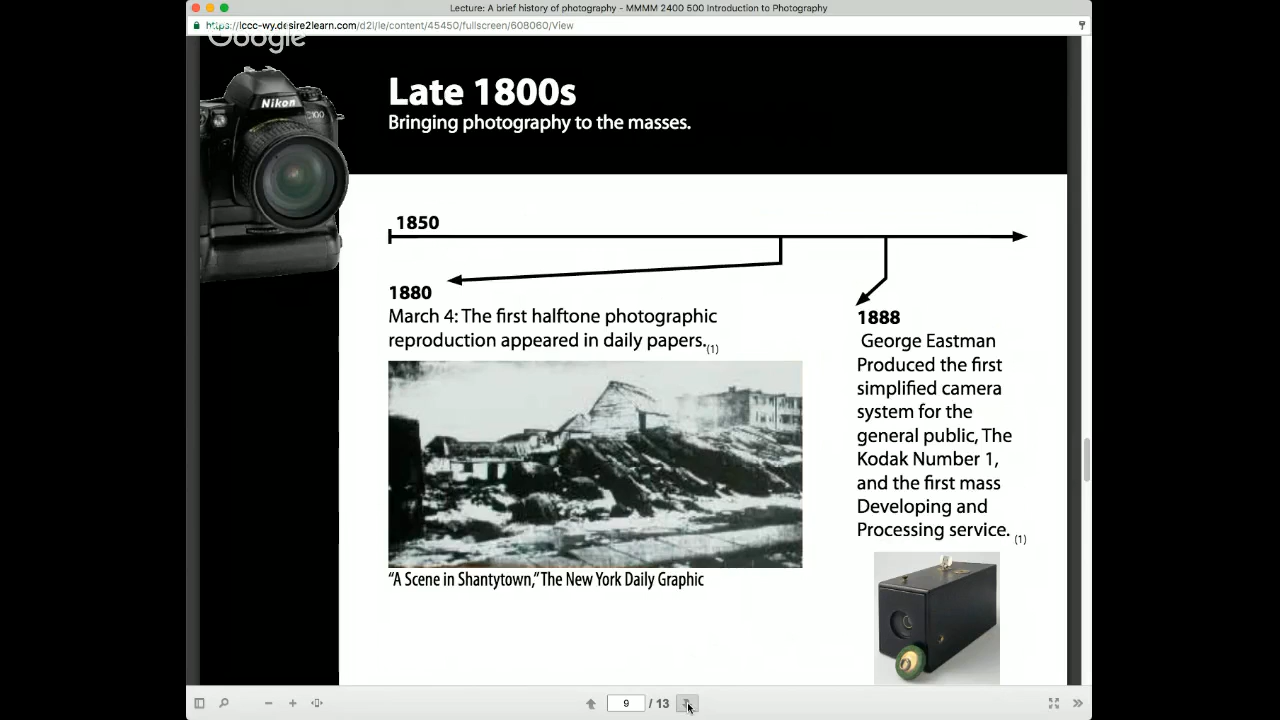 Lecture: A brief history of photography - MMMM 2400 500 Introduction to Photography
https://lccc-wy.desire2learn.com/d2l/le/content/45450/fullscreen/608060/View
Google
Nikon
Late 1800s
Bringing photography to the masses.
1850
1880
March 4: The first halftone photographic
reproduction appeared in daily papers.(1)
"A Scene in Shantytown," The New York Daily Graphic
1888
George Eastman
Produced the first
simplified camera
system for the
general public, The
Kodak Number 1,
and the first mass
Developing and
Processing service. (1)
9 / 13